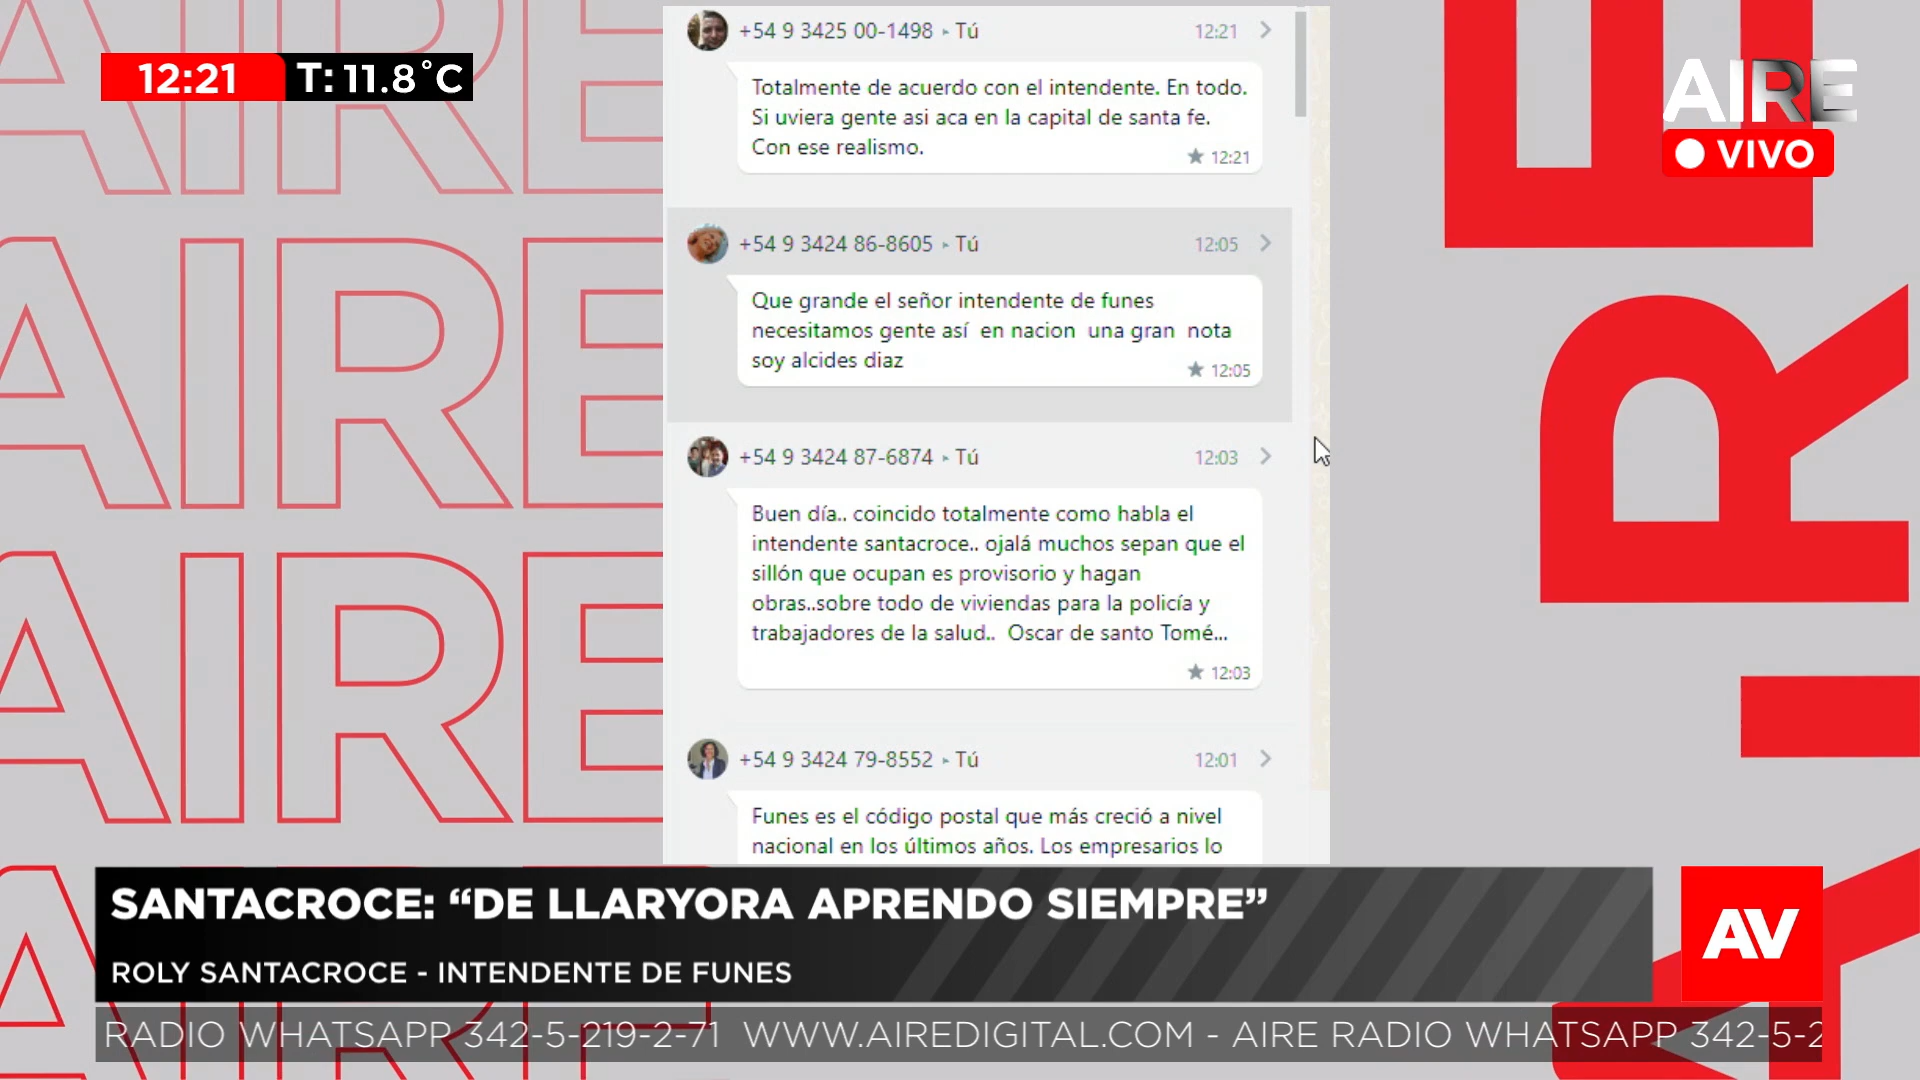 12:21 T: 11.8°C
AIRE
VIVO
+54 9 3425 00-1498 ▸ Tú 12:21
Totalmente de acuerdo con el intendente. En todo.
Si uviera gente asi aca en la capital de santa fe.
Con ese realismo.
★ 12:21
+54 9 3424 86-8605 ▸ Tú 12:05
Que grande el señor intendente de funes
necesitamos gente así en nacion una gran nota
soy alcides diaz
★ 12:05
+54 9 3424 87-6874 ▸ Tú 12:03
Buen día.. coincido totalmente como habla el
intendente santacroce.. ojalá muchos sepan que el
sillón que ocupan es provisorio y hagan
obras..sobre todo de viviendas para la policía y
trabajadores de la salud.. Oscar de santo Tomé...
★ 12:03
+54 9 3424 79-8552 ▸ Tú 12:01
Funes es el código postal que más creció a nivel
nacional en los últimos años. Los empresarios lo
SANTACROCE: “DE LLARYORA APRENDO SIEMPRE”
ROLY SANTACROCE - INTENDENTE DE FUNES
AV
RADIO WHATSAPP 342-5-219-2-71 WWW.AIREDIGITAL.COM - AIRE RADIO WHATSAPP 342-5-2
AIRE
AIRE
AIRE
AIRE
AIRE